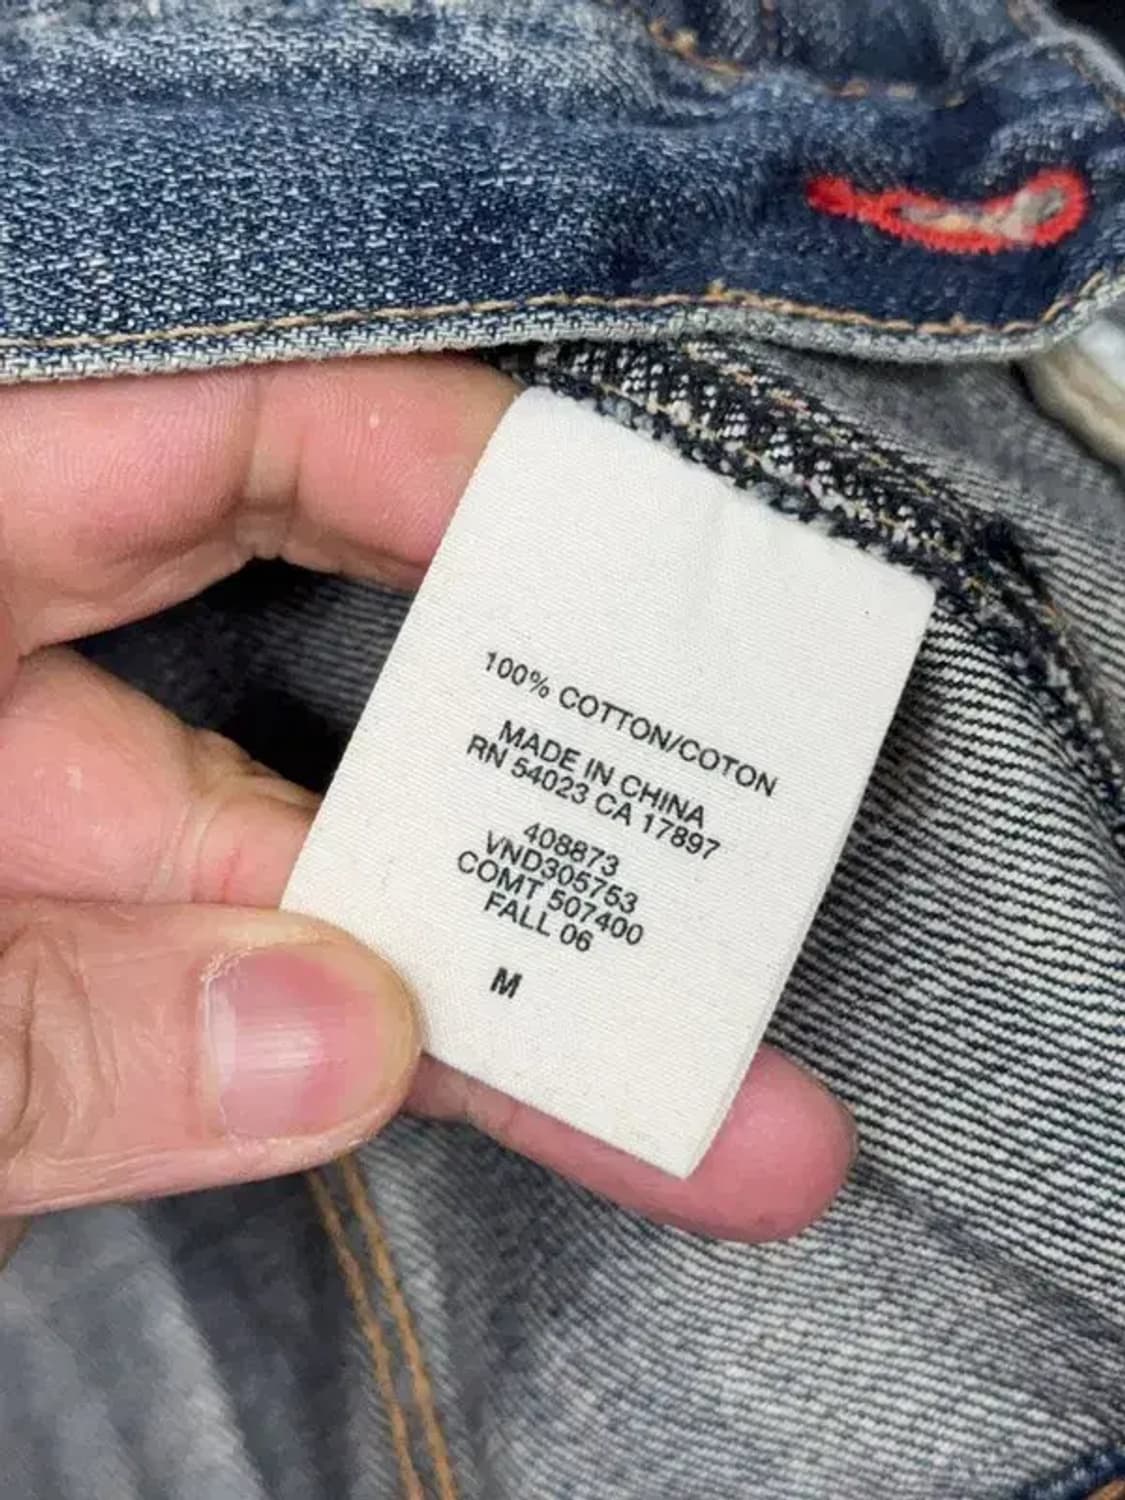 100% COTTON/COTON
MADE IN CHINA
RN 54023 CA 17897
408873
VND305753
COMT 507400
FALL 06
M